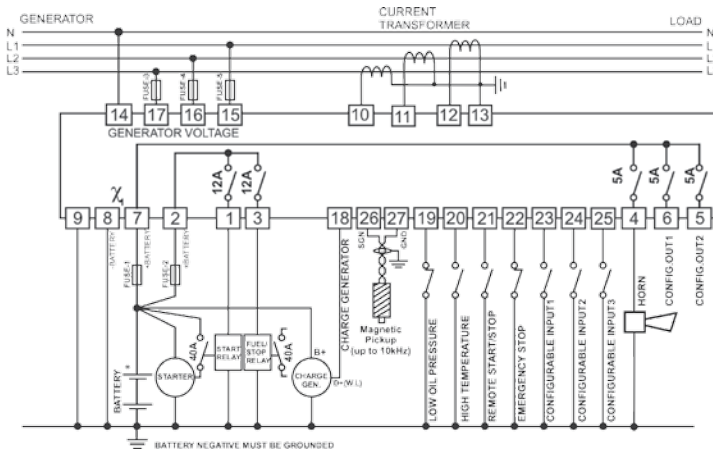 GENERATOR
CURRENT
TRANSFORMER
LOAD
N
L1
L2
L3
N
L
L
L
FUSE-3
FUSE-4
FUSE-5
14
17
16
15
10
11
12
13
GENERATOR VOLTAGE
12A
12A
5A
5A
5A
9
8
7
2
1
3
18
26
27
19
20
21
22
23
24
25
4
6
5
-BATTERY
+BATTERY
+BATTERY
FUSE-1
FUSE-2
CHARGE GENERATOR
SGN
GND
Magnetic
Pickup
(up to 10kHz)
LOW OIL PRESSURE
HIGH TEMPERATURE
REMOTE START/STOP
EMERGENCY STOP
CONFIGURABLE INPUT1
CONFIGURABLE INPUT2
CONFIGURABLE INPUT3
HORN
CONFIG.OUT1
CONFIG.OUT2
BATTERY
+
STARTER
40A
START
RELAY
FUEL/
STOP
RELAY
40A
B+
CHARGE
GEN.
D+(W.L)
BATTERY NEGATIVE MUST BE GROUNDED